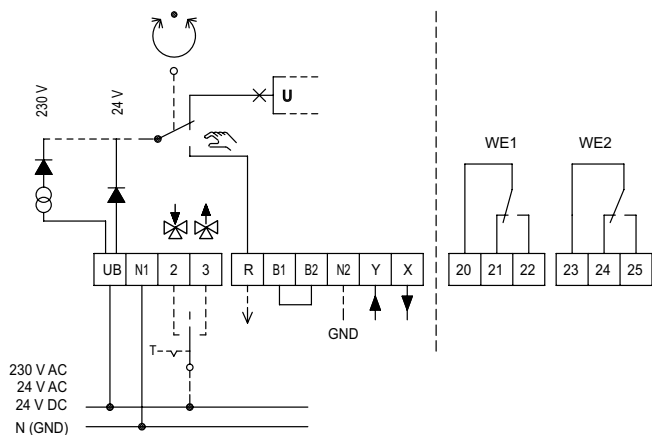 230 V
24 V
U
WE1
WE2
UB N1 2 3
R B1 B2 N2 Y X
20 21 22
23 24 25
GND
T
230 V AC
24 V AC
24 V DC
N (GND)